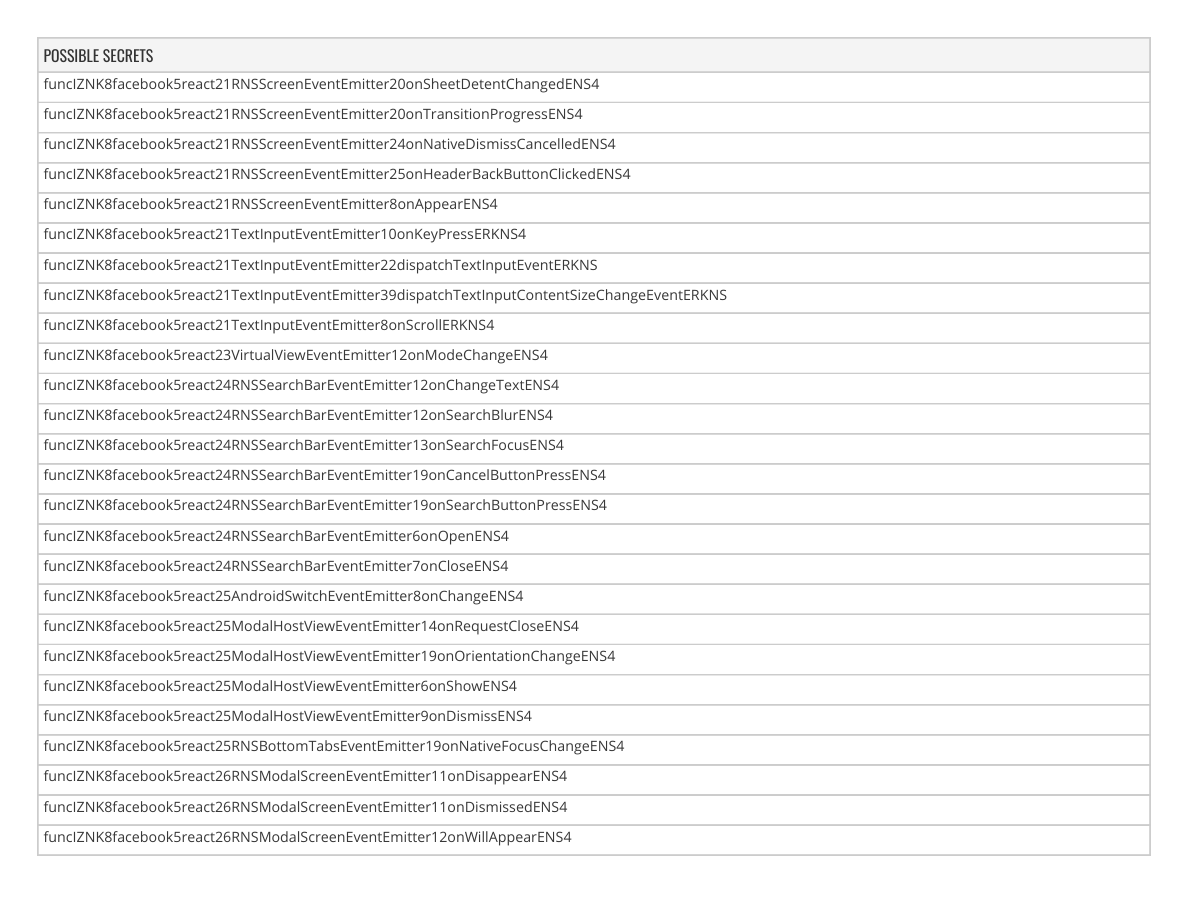 POSSIBLE SECRETS
funcIZNK8facebook5react21RNSScreenEventEmitter20onSheetDetentChangedENS4
funcIZNK8facebook5react21RNSScreenEventEmitter20onTransitionProgressENS4
funcIZNK8facebook5react21RNSScreenEventEmitter24onNativeDismissCancelledENS4
funcIZNK8facebook5react21RNSScreenEventEmitter25onHeaderBackButtonClickedENS4
funcIZNK8facebook5react21RNSScreenEventEmitter8onAppearENS4
funcIZNK8facebook5react21TextInputEventEmitter10onKeyPressERKNS4
funcIZNK8facebook5react21TextInputEventEmitter22dispatchTextInputEventERKNS
funcIZNK8facebook5react21TextInputEventEmitter39dispatchTextInputContentSizeChangeEventERKNS
funcIZNK8facebook5react21TextInputEventEmitter8onScrollERKNS4
funcIZNK8facebook5react23VirtualViewEventEmitter12onModeChangeENS4
funcIZNK8facebook5react24RNSSearchBarEventEmitter12onChangeTextENS4
funcIZNK8facebook5react24RNSSearchBarEventEmitter12onSearchBlurENS4
funcIZNK8facebook5react24RNSSearchBarEventEmitter13onSearchFocusENS4
funcIZNK8facebook5react24RNSSearchBarEventEmitter19onCancelButtonPressENS4
funcIZNK8facebook5react24RNSSearchBarEventEmitter19onSearchButtonPressENS4
funcIZNK8facebook5react24RNSSearchBarEventEmitter6onOpenENS4
funcIZNK8facebook5react24RNSSearchBarEventEmitter7onCloseENS4
funcIZNK8facebook5react25AndroidSwitchEventEmitter8onChangeENS4
funcIZNK8facebook5react25ModalHostViewEventEmitter14onRequestCloseENS4
funcIZNK8facebook5react25ModalHostViewEventEmitter19onOrientationChangeENS4
funcIZNK8facebook5react25ModalHostViewEventEmitter6onShowENS4
funcIZNK8facebook5react25ModalHostViewEventEmitter9onDismissENS4
funcIZNK8facebook5react25RNSBottomTabsEventEmitter19onNativeFocusChangeENS4
funcIZNK8facebook5react26RNSModalScreenEventEmitter11onDisappearENS4
funcIZNK8facebook5react26RNSModalScreenEventEmitter11onDismissedENS4
funcIZNK8facebook5react26RNSModalScreenEventEmitter12onWillAppearENS4